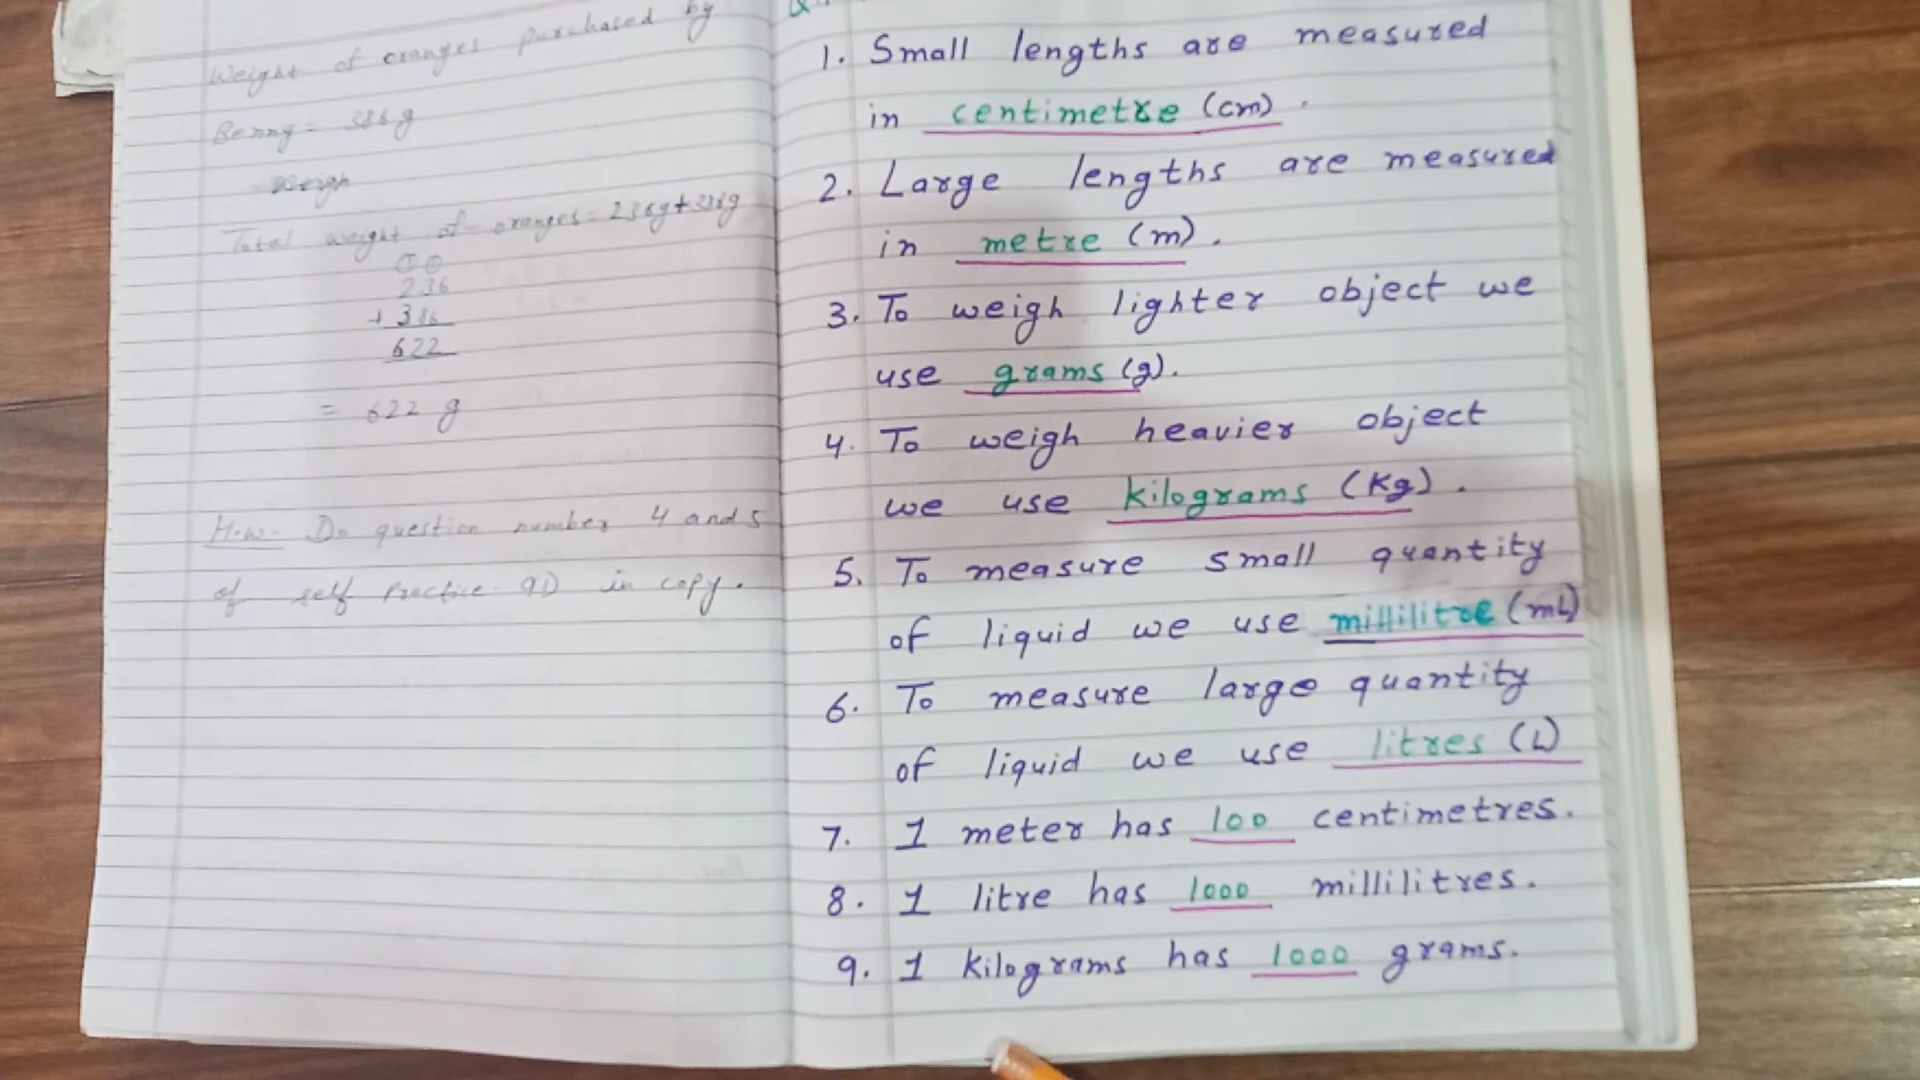 Weight of oranges purchased by
Benny = 386 g
Weigh
Total weight of oranges = 236g + 386g
1 1
236
+ 386
622
= 622 g
H.W- Do question number 4 and 5
of self Practice 9D in copy.
1. Small lengths are measured
in centimetre (cm).
2. Large lengths are measured
in metre (m).
3. To weigh lighter object we
use grams (g).
4. To weigh heavier object
we use kilograms (Kg).
5. To measure small quantity
of liquid we use millilitre (mL)
6. To measure large quantity
of liquid we use litres (L)
7. 1 meter has 100 centimetres.
8. 1 litre has 1000 millilitres.
9. 1 kilograms has 1000 grams.